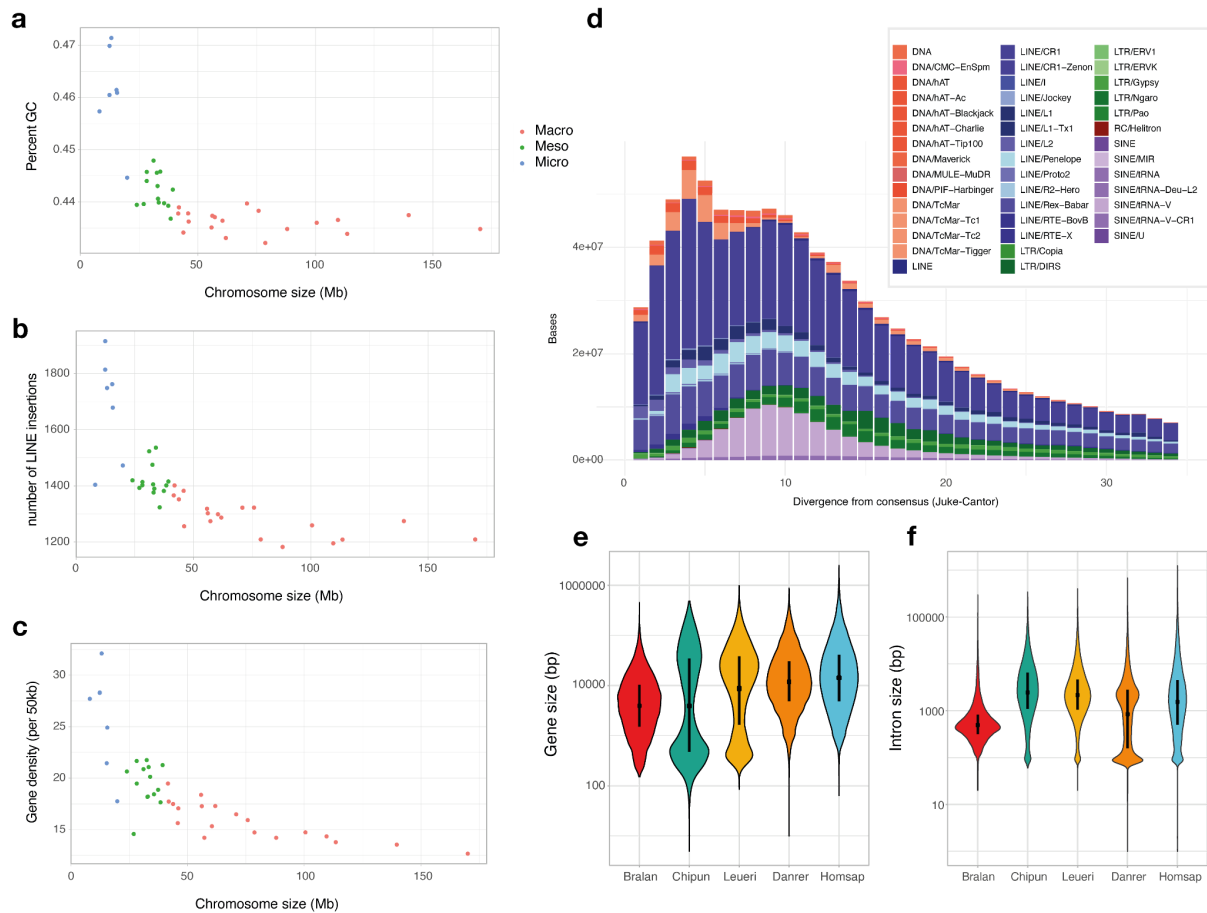 a
0.47
0.46
0.45
0.44
Percent GC
0
50
100
150
Chromosome size (Mb)
Macro
Meso
Micro
b
1800
1600
1400
1200
number of LINE insertions
0
50
100
150
Chromosome size (Mb)
c
30
25
20
15
Gene density (per 50kb)
0
50
100
150
Chromosome size (Mb)
d
DNA
DNA/CMC−EnSpm
DNA/hAT
DNA/hAT−Ac
DNA/hAT−Blackjack
DNA/hAT−Charlie
DNA/hAT−Tip100
DNA/Maverick
DNA/MULE−MuDR
DNA/PIF−Harbinger
DNA/TcMar
DNA/TcMar−Tc1
DNA/TcMar−Tc2
DNA/TcMar−Tigger
LINE
LINE/CR1
LINE/CR1−Zenon
LINE/I
LINE/Jockey
LINE/L1
LINE/L1−Tx1
LINE/L2
LINE/Penelope
LINE/Proto2
LINE/R2−Hero
LINE/Rex−Babar
LINE/RTE−BovB
LINE/RTE−X
LTR/Copia
LTR/DIRS
LTR/ERV1
LTR/ERVK
LTR/Gypsy
LTR/Ngaro
LTR/Pao
RC/Helitron
SINE
SINE/MIR
SINE/tRNA
SINE/tRNA−Deu−L2
SINE/tRNA−V
SINE/tRNA−V−CR1
SINE/U
4e+07
2e+07
0e+00
Bases
0
10
20
30
Divergence from consensus (Juke−Cantor)
e
1000000
10000
100
Gene size (bp)
Bralan
Chipun
Leueri
Danrer
Homsap
f
100000
1000
10
Intron size (bp)
Bralan
Chipun
Leueri
Danrer
Homsap